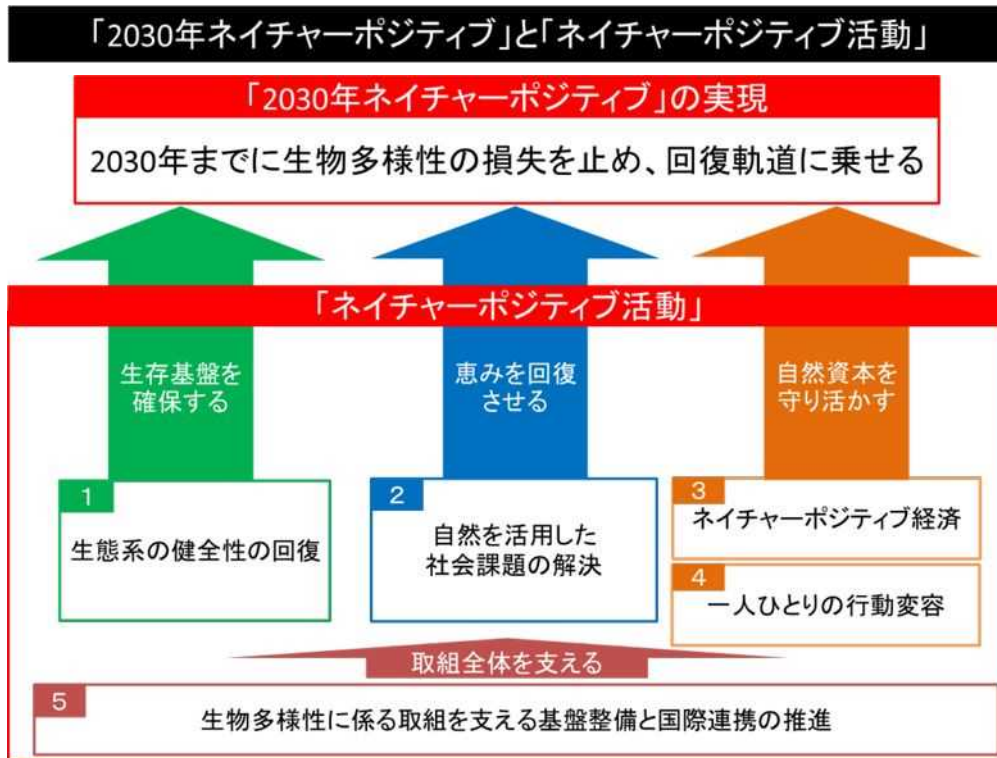 「2030年ネイチャーポジティブ」と「ネイチャーポジティブ活動」
「2030年ネイチャーポジティブ」の実現
2030年までに生物多様性の損失を止め、回復軌道に乗せる
「ネイチャーポジティブ活動」
生存基盤を
確保する
恵みを回復
させる
自然資本を
守り活かす
1
生態系の健全性の回復
2
自然を活用した
社会課題の解決
3
ネイチャーポジティブ経済
4
一人ひとりの行動変容
取組全体を支える
5
生物多様性に係る取組を支える基盤整備と国際連携の推進